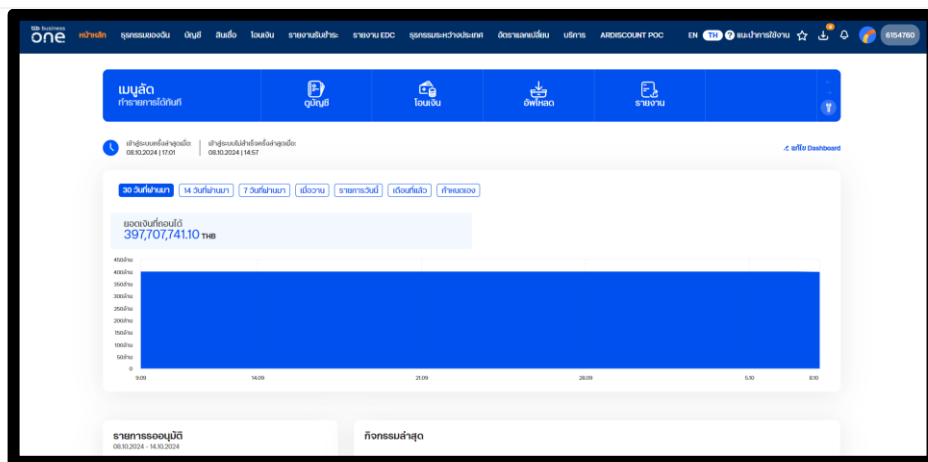 ttb business
one
หน้าหลัก ธุรกรรมของฉัน บัญชี สินเชื่อ โอนเงิน รายงานรับชำระ รายงาน EDC ธุรกรรมระหว่างประเทศ อัตราแลกเปลี่ยน บริการ ARDISCOUNT POC EN TH ? แนะนำการใช้งาน 6154760
เมนูลัด
ทำรายการได้ทันที
ดูบัญชี โอนเงิน อัพโหลด รายงาน
เข้าสู่ระบบครั้งล่าสุดเมื่อ: เข้าสู่ระบบไม่สำเร็จครั้งล่าสุดเมื่อ:
08.10.2024 | 17:01 08.10.2024 | 14:57
แก้ไข Dashboard
30 วันที่ผ่านมา 14 วันที่ผ่านมา 7 วันที่ผ่านมา เมื่อวาน รายการวันนี้ เดือนที่แล้ว กำหนดเอง
ยอดเงินที่ถอนได้
397,707,741.10 THB
450ล้าน
400ล้าน
350ล้าน
300ล้าน
250ล้าน
200ล้าน
150ล้าน
100ล้าน
50ล้าน
0
9.09 14.09 21.09 28.09 5.10 8.10
รายการรออนุมัติ กิจกรรมล่าสุด
08.10.2024 - 14.10.2024